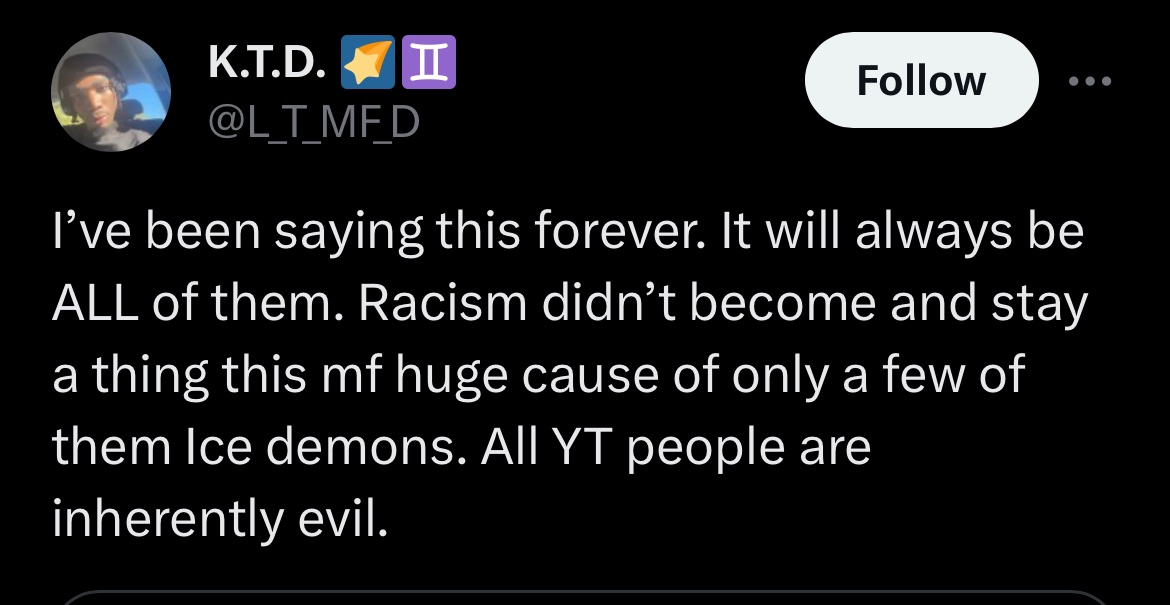 K.T.D. 🌠♊
@L_T_MF_D
Follow
I’ve been saying this forever. It will always be
ALL of them. Racism didn’t become and stay
a thing this mf huge cause of only a few of
them Ice demons. All YT people are
inherently evil.